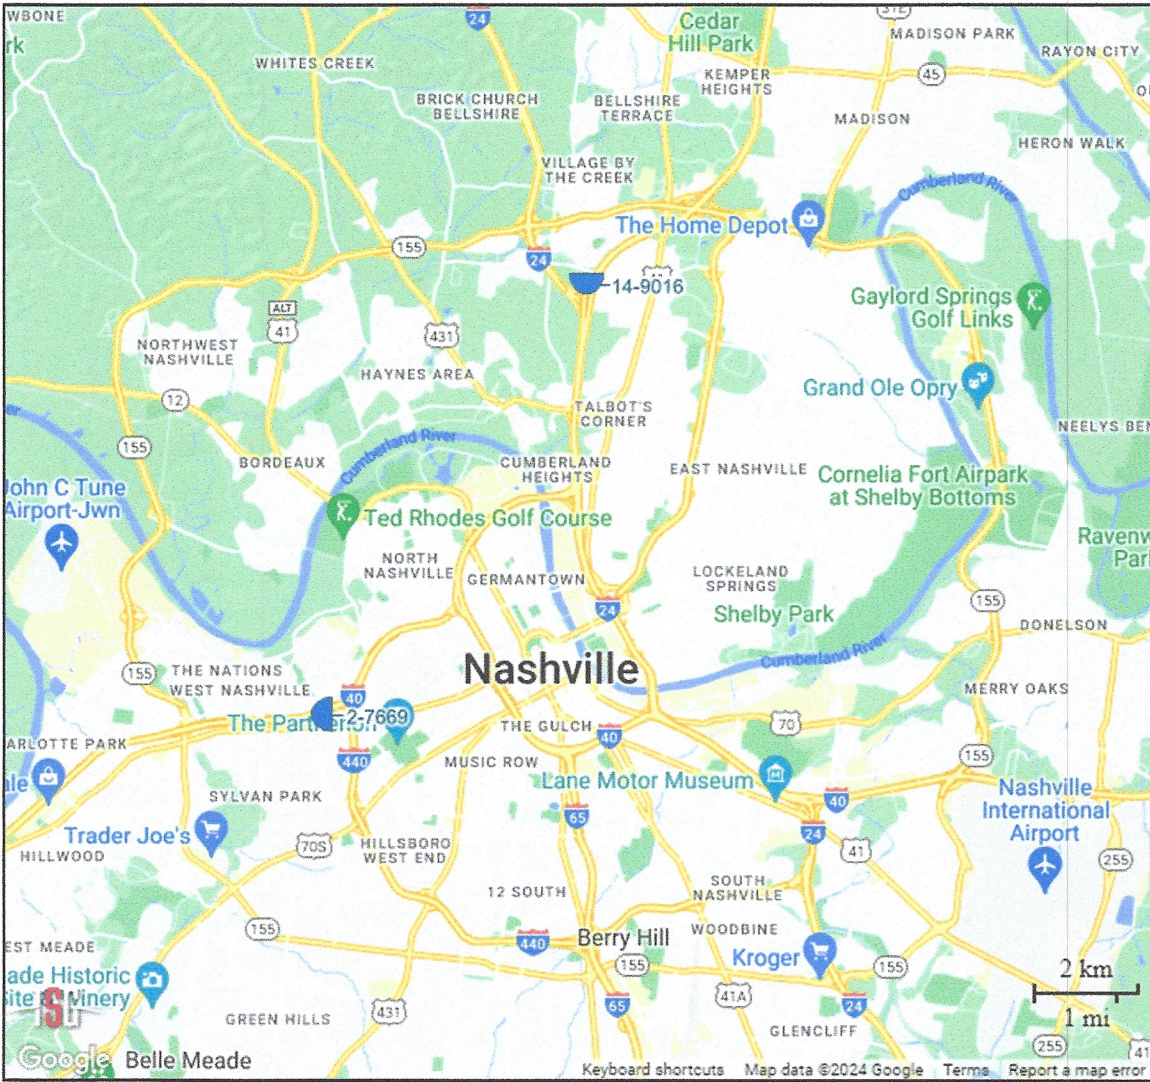 WBONE
rk
24
WHITES CREEK
Cedar
Hill Park
31E
MADISON PARK
RAYON CITY
KEMPER
HEIGHTS
45
BRICK CHURCH
BELLSHIRE
BELLSHIRE
TERRACE
MADISON
HERON WALK
VILLAGE BY
THE CREEK
Cumberland River
The Home Depot
155
24
14-9016
Gaylord Springs
Golf Links
ALT
41
431
NORTHWEST
NASHVILLE
HAYNES AREA
Grand Ole Opry
12
TALBOT'S
CORNER
NEELYS BEN
155
Cumberland River
BORDEAUX
CUMBERLAND
HEIGHTS
EAST NASHVILLE
Cornelia Fort Airpark
at Shelby Bottoms
John C Tune
Airport-Jwn
Ted Rhodes Golf Course
Ravenw
Park
NORTH
NASHVILLE
GERMANTOWN
LOCKELAND
SPRINGS
24
Shelby Park
155
DONELSON
Cumberland River
THE NATIONS
155
WEST NASHVILLE
Nashville
MERRY OAKS
40
2-7669
The Parthenon
THE GULCH
70
40
ARLOTTE PARK
440
MUSIC ROW
155
ale
Lane Motor Museum
SYLVAN PARK
40
Nashville
International
Airport
65
24
Trader Joe's
70S
HILLSBORO
WEST END
41
HILLWOOD
255
12 SOUTH
SOUTH
NASHVILLE
155
WOODBINE
EST MEADE
440
Berry Hill
Kroger
155
155
ade Historic
Site & Winery
2 km
1 mi
41A
65
24
431
GREEN HILLS
GLENCLIFF
255
41
ISG
Google
Belle Meade
Keyboard shortcuts Map data ©2024 Google Terms Report a map error